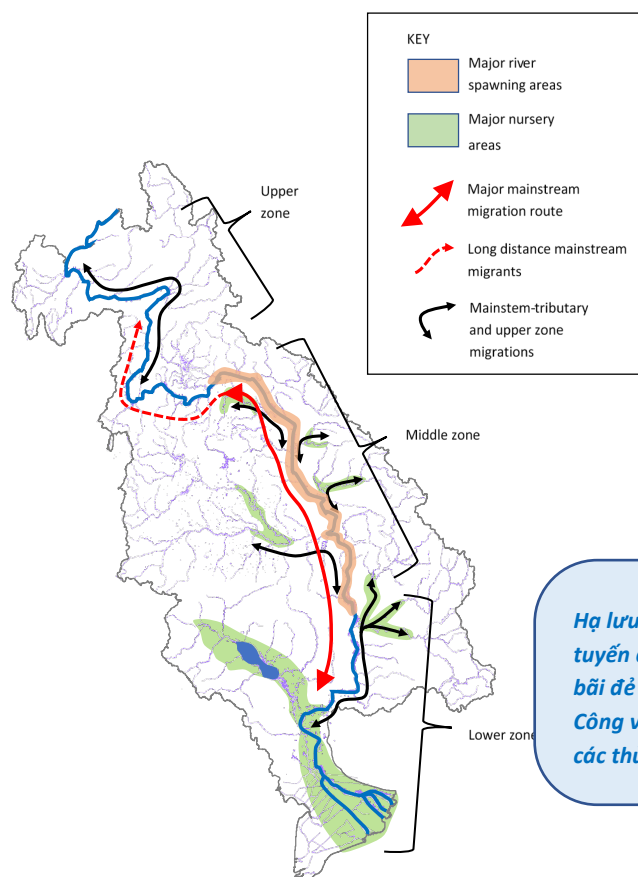 KEY
Major river
spawning areas
Major nursery
areas
Major mainstream
migration route
Long distance mainstream
migrants
Mainstem-tributary
and upper zone
migrations
Upper
zone
Middle zone
Lower zone
Hạ lưu
tuyến
bãi đẻ
Công
các